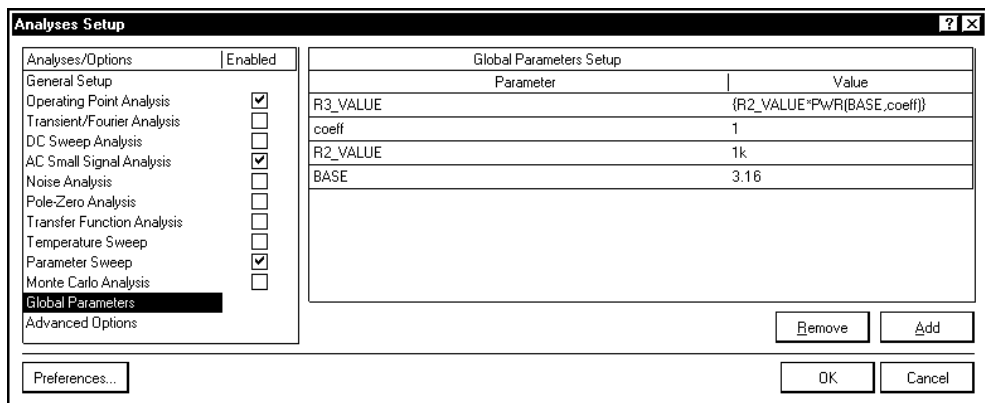 Analyses Setup
Analyses/Options Enabled
General Setup
Operating Point Analysis
Transient/Fourier Analysis
DC Sweep Analysis
AC Small Signal Analysis
Noise Analysis
Pole-Zero Analysis
Transfer Function Analysis
Temperature Sweep
Parameter Sweep
Monte Carlo Analysis
Global Parameters
Advanced Options
Global Parameters Setup
Parameter Value
R3_VALUE {R2_VALUE*PWR(BASE,coeff)}
coeff 1
R2_VALUE 1k
BASE 3.16
Remove Add
Preferences... OK Cancel